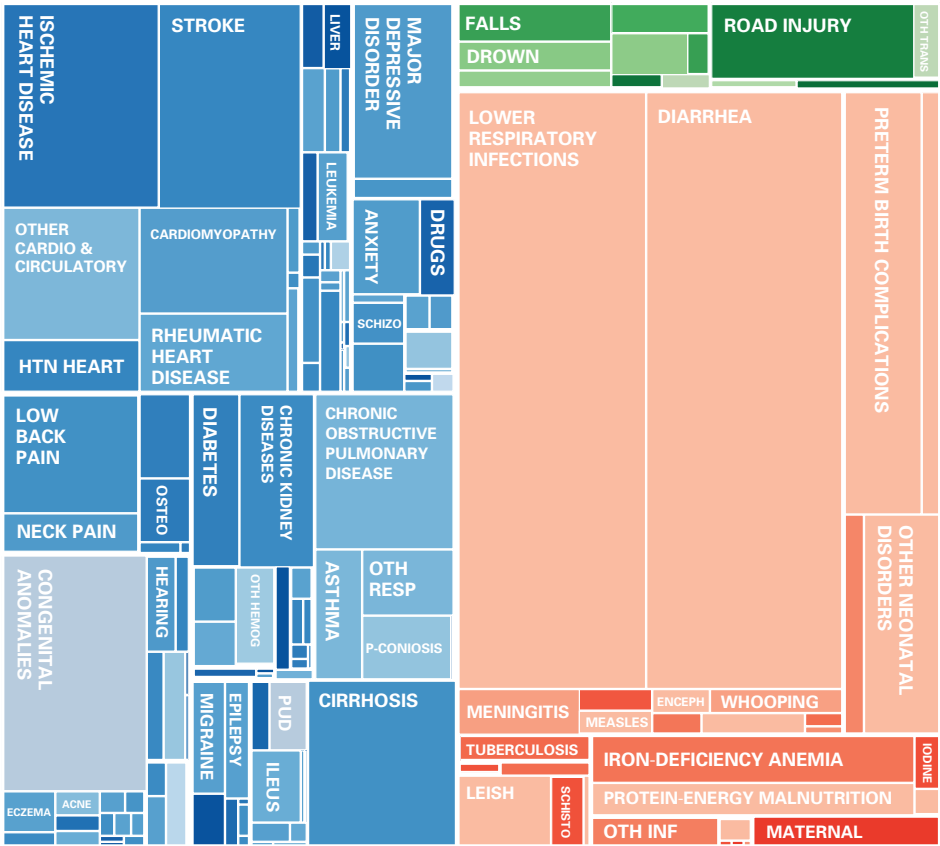 ISCHEMIC
HEART DISEASE
STROKE
LIVER
LEUKEMIA
MAJOR
DEPRESSIVE
DISORDER
OTHER
CARDIO &
CIRCULATORY
CARDIOMYOPATHY
ANXIETY
DRUGS
HTN HEART
RHEUMATIC
HEART
DISEASE
SCHIZO
LOW
BACK
PAIN
NECK PAIN
OSTEO
DIABETES
CHRONIC KIDNEY
DISEASES
CHRONIC
OBSTRUCTIVE
PULMONARY
DISEASE
CONGENITAL
ANOMALIES
HEARING
OTH HEMOG
ASTHMA
OTH
RESP
P-CONIOSIS
MIGRAINE
EPILEPSY
PUD
ILEUS
CIRRHOSIS
ECZEMA
ACNE
FALLS
DROWN
ROAD INJURY
OTH TRANS
LOWER
RESPIRATORY
INFECTIONS
DIARRHEA
PRETERM BIRTH COMPLICATIONS
OTHER NEONATAL
DISORDERS
MENINGITIS
MEASLES
ENCEPH
WHOOPING
TUBERCULOSIS
LEISH
SCHISTO
IRON-DEFICIENCY ANEMIA
IODINE
PROTEIN-ENERGY MALNUTRITION
OTH INF
MATERNAL